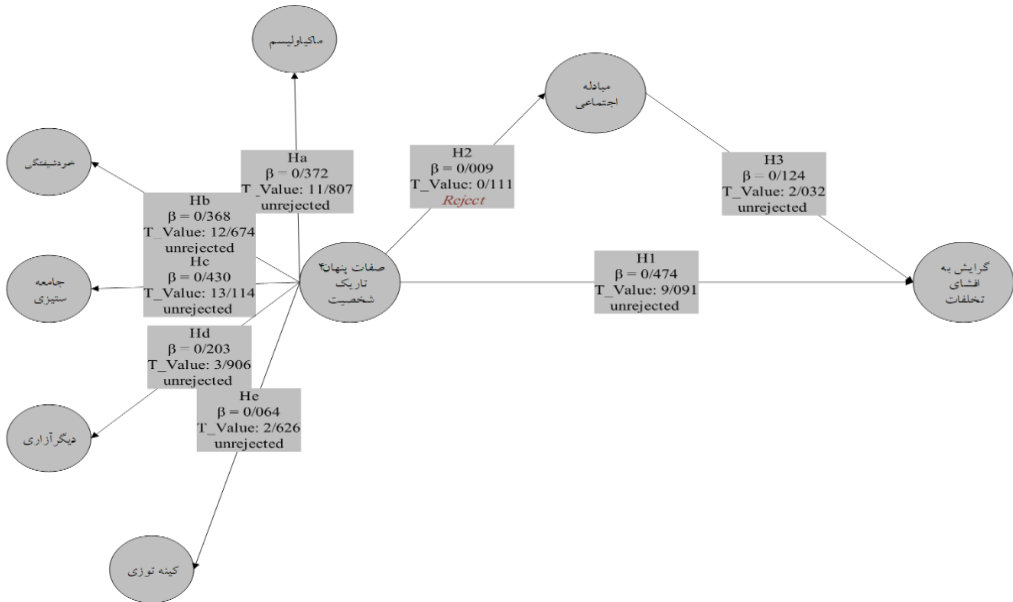 ماکیاولیسم
مبادله
اجتماعی
خودشیفتگی
Ha
β = 0/372
T_Value: 11/807
unrejected
H2
β = 0/009
T_Value: 0/111
Reject
H3
β = 0/124
T_Value: 2/032
unrejected
Hb
β = 0/368
T_Value: 12/674
unrejected
جامعه
ستیزی
Hc
β = 0/430
T_Value: 13/114
unrejected
صفات پنهان۴
تاریک
شخصیت
H1
β = 0/474
T_Value: 9/091
unrejected
گرایش به
افشای
تخلفات
Hd
β = 0/203
T_Value: 3/906
unrejected
دیگرآزاری
He
β = 0/064
T_Value: 2/626
unrejected
کینه توزی